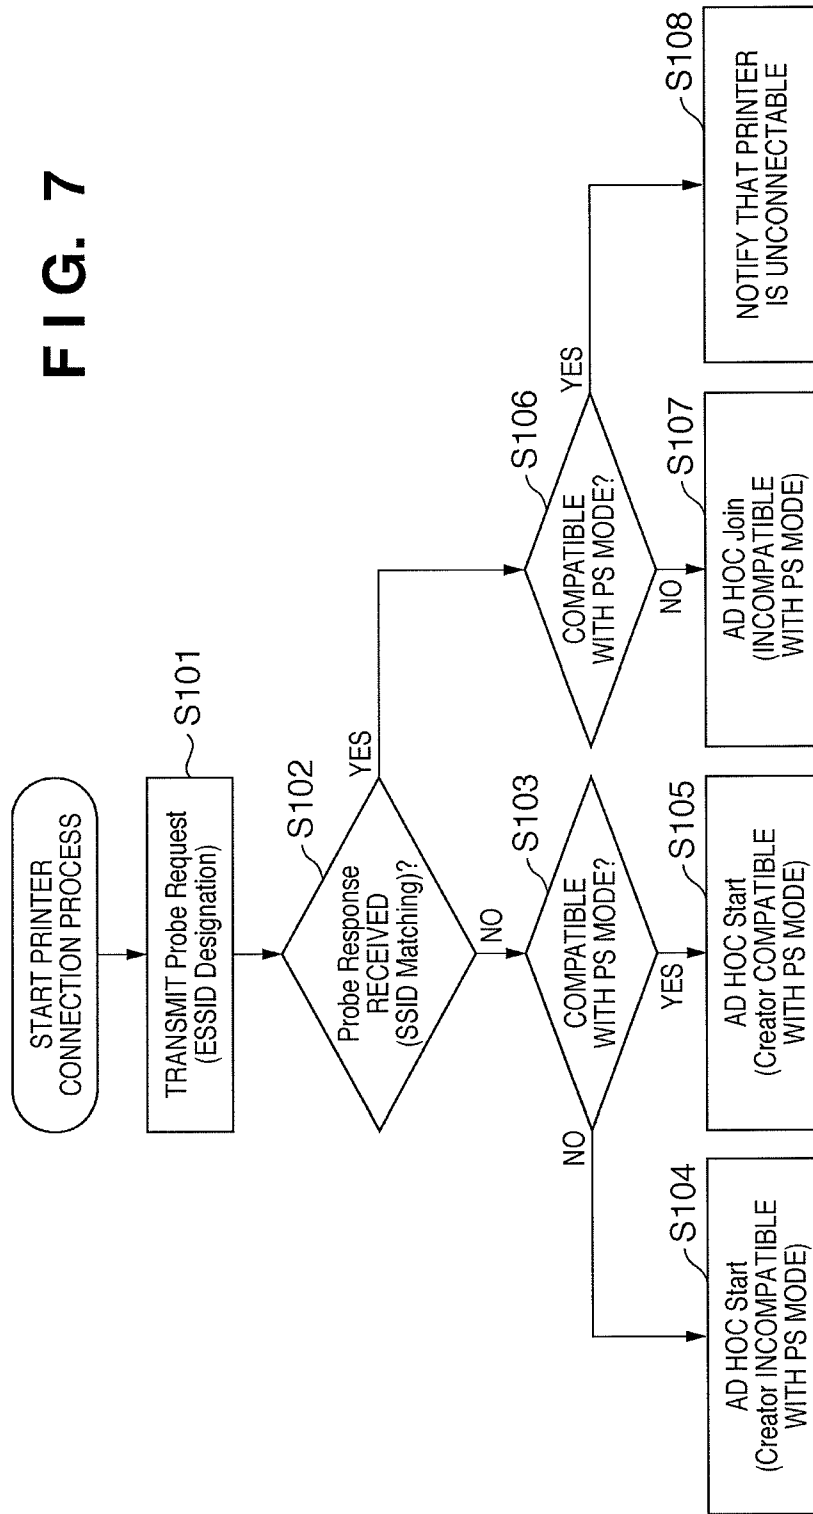 FIG. 7
START PRINTER
CONNECTION PROCESS
TRANSMIT Probe Request
(ESSID Designation)
S101
Probe Response
RECEIVED
(SSID Matching)?
S102
YES
NO
COMPATIBLE
WITH PS MODE?
S103
NO
YES
COMPATIBLE
WITH PS MODE?
S106
YES
NO
AD HOC Start
(Creator INCOMPATIBLE
WITH PS MODE)
S104
AD HOC Start
(Creator COMPATIBLE
WITH PS MODE)
S105
AD HOC Join
(INCOMPATIBLE
WITH PS MODE)
S107
NOTIFY THAT PRINTER
IS UNCONNECTABLE
S108